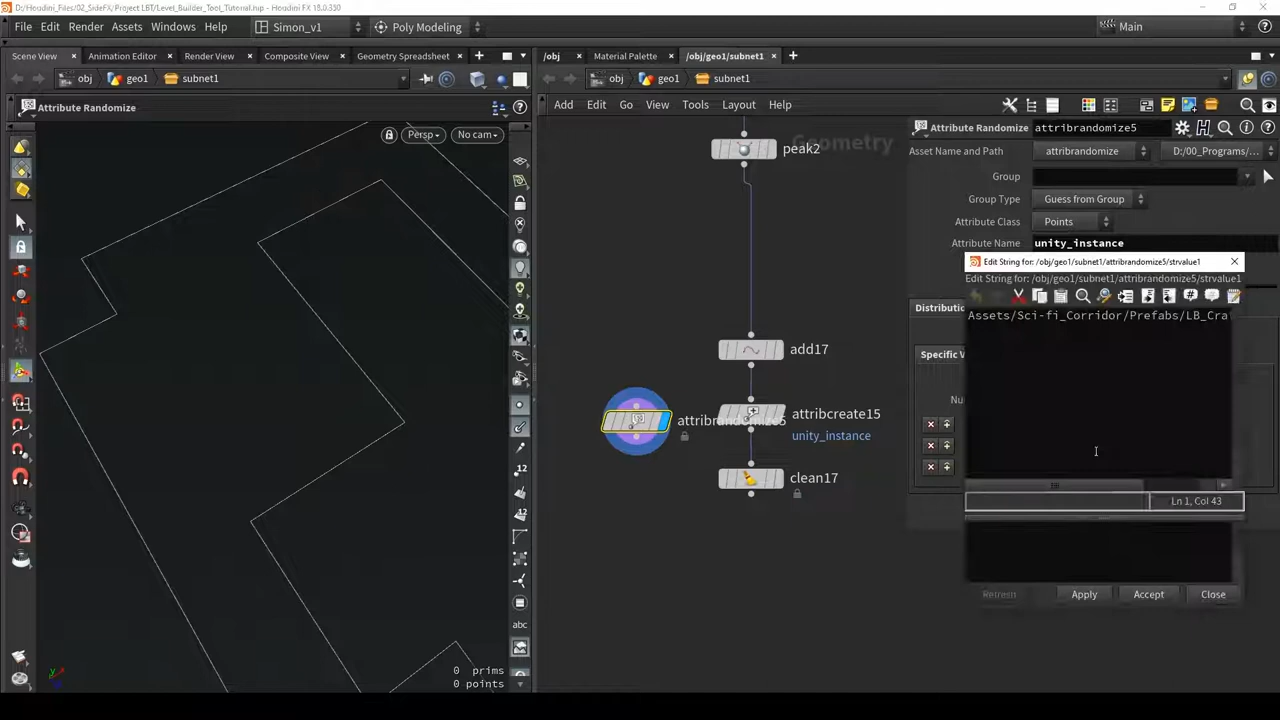 D:/Houdini_Files/02_SideFX/Project LBT/Level_Builder_Tool_Tutorial.hip - Houdini FX 18.0.330
File Edit Render Assets Windows Help
Simon_v1
Poly Modeling
Main
Scene View
Animation Editor
Render View
Composite View
Geometry Spreadsheet
/obj
Material Palette
/obj/geo1/subnet1
obj
geo1
subnet1
obj
geo1
subnet1
Attribute Randomize
Add Edit Go View Tools Layout Help
Persp
No cam
Geometry
peak2
add17
attribrandomize5
attribcreate15
unity_instance
clean17
Attribute Randomize
attribrandomize5
Asset Name and Path
attribrandomize
D:/00_Programs/...
Group
Group Type
Guess from Group
Attribute Class
Points
Attribute Name
unity_instance
Edit String for: /obj/geo1/subnet1/attribrandomize5/strvalue1
Edit String for: /obj/geo1/subnet1/attribrandomize5/strvalue1
Assets/Sci-fi_Corridor/Prefabs/LB_Cra
Ln 1, Col 43
Refresh
Apply
Accept
Close
12
12
abc
0 prims
0 points